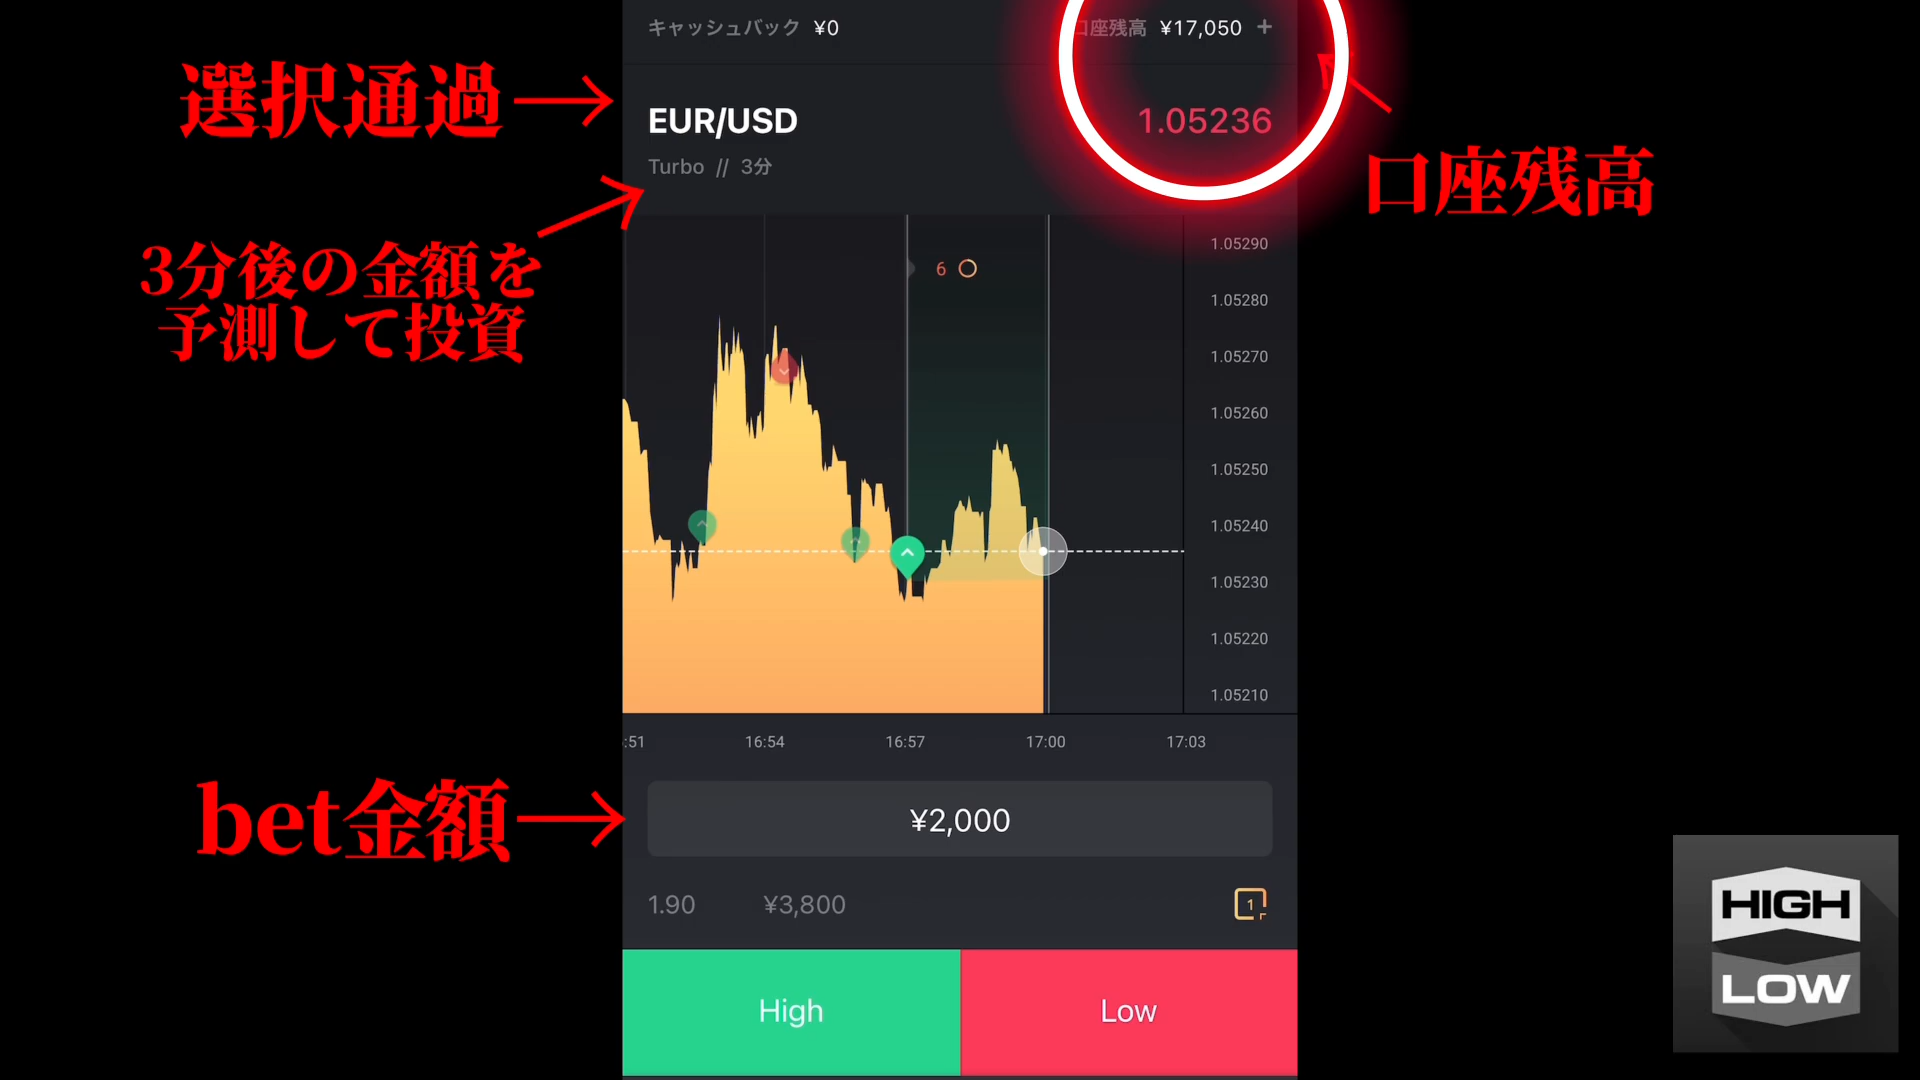 キャッシュバック ¥0
口座残高 ¥17,050 +
選択通過
EUR/USD
1.05236
Turbo // 3分
口座残高
3分後の金額を
予測して投資
6
1.05290
1.05280
1.05270
1.05260
1.05250
1.05240
1.05230
1.05220
1.05210
:51 16:54 16:57 17:00 17:03
bet金額
¥2,000
1.90 ¥3,800
1
High
Low
HIGH
LOW